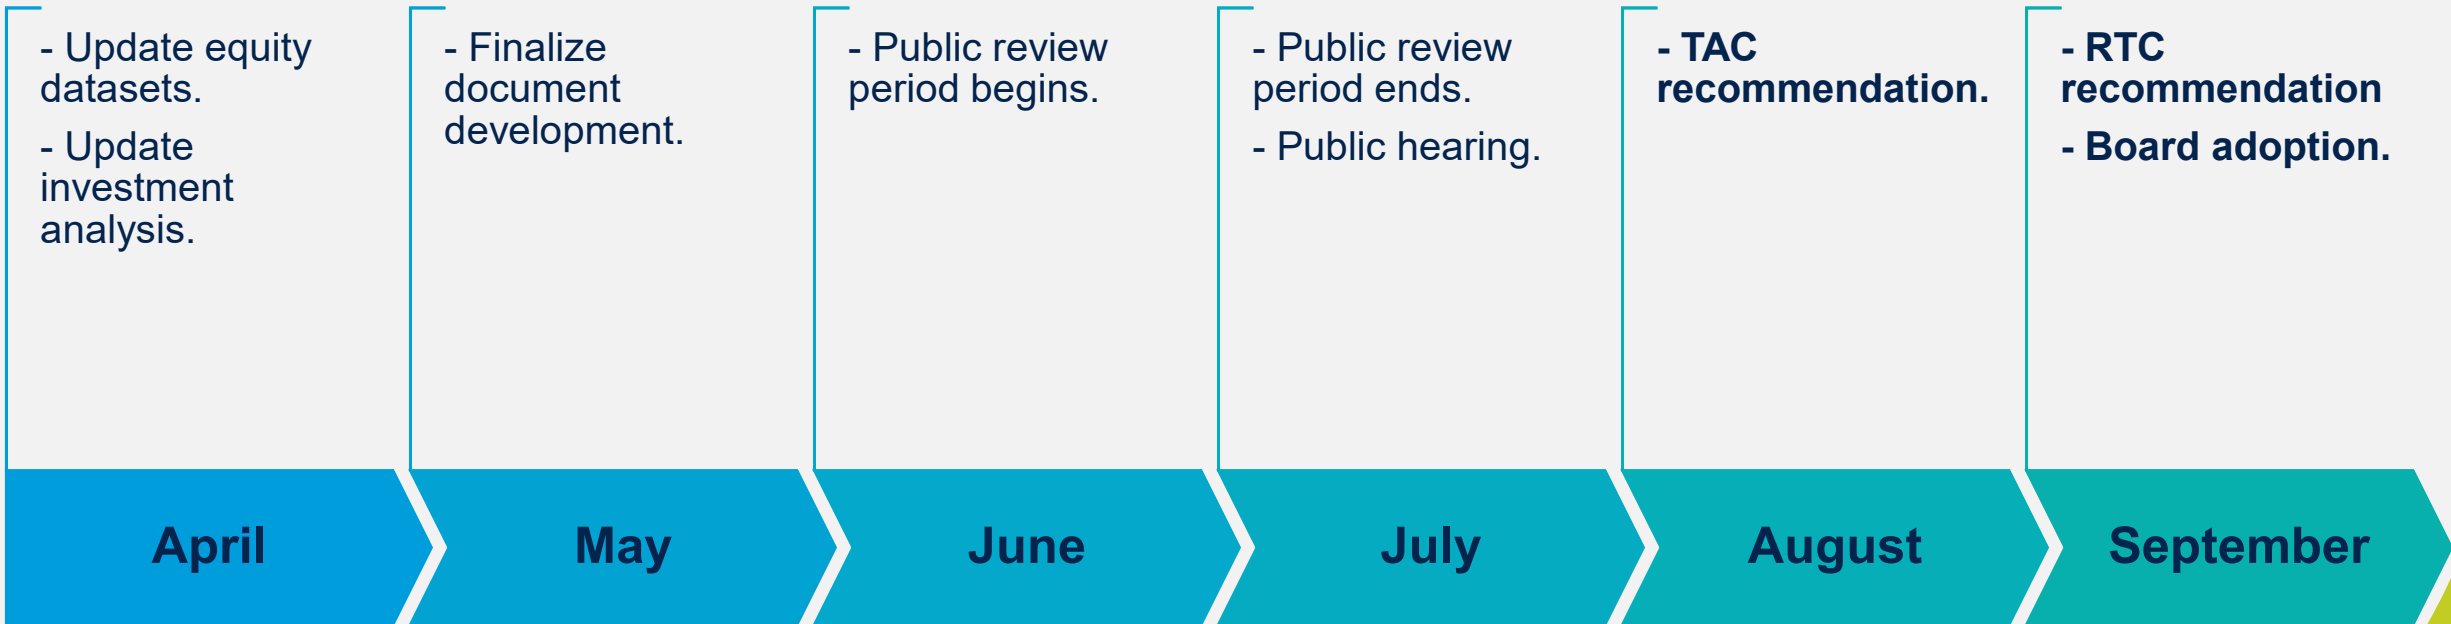 - Update equity
datasets.
- Update
investment
analysis.
- Finalize
document
development.
- Public review
period begins.
- Public review
period ends.
- Public hearing.
- TAC
recommendation.
- RTC
recommendation
- Board adoption.
April
May
June
July
August
September